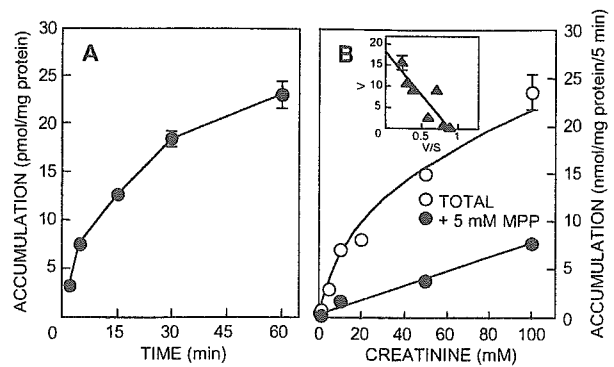 A
ACCUMULATION (pmol/mg protein)
30
25
20
15
10
5
0
0 15 30 45 60
TIME (min)
B
20
15
10
5
0
V
0.5 1
V/S
TOTAL
+ 5 mM MPP
0 20 40 60 80 100
CREATININE (mM)
30
25
20
15
10
5
0
ACCUMULATION (nmol/mg protein/5 min)